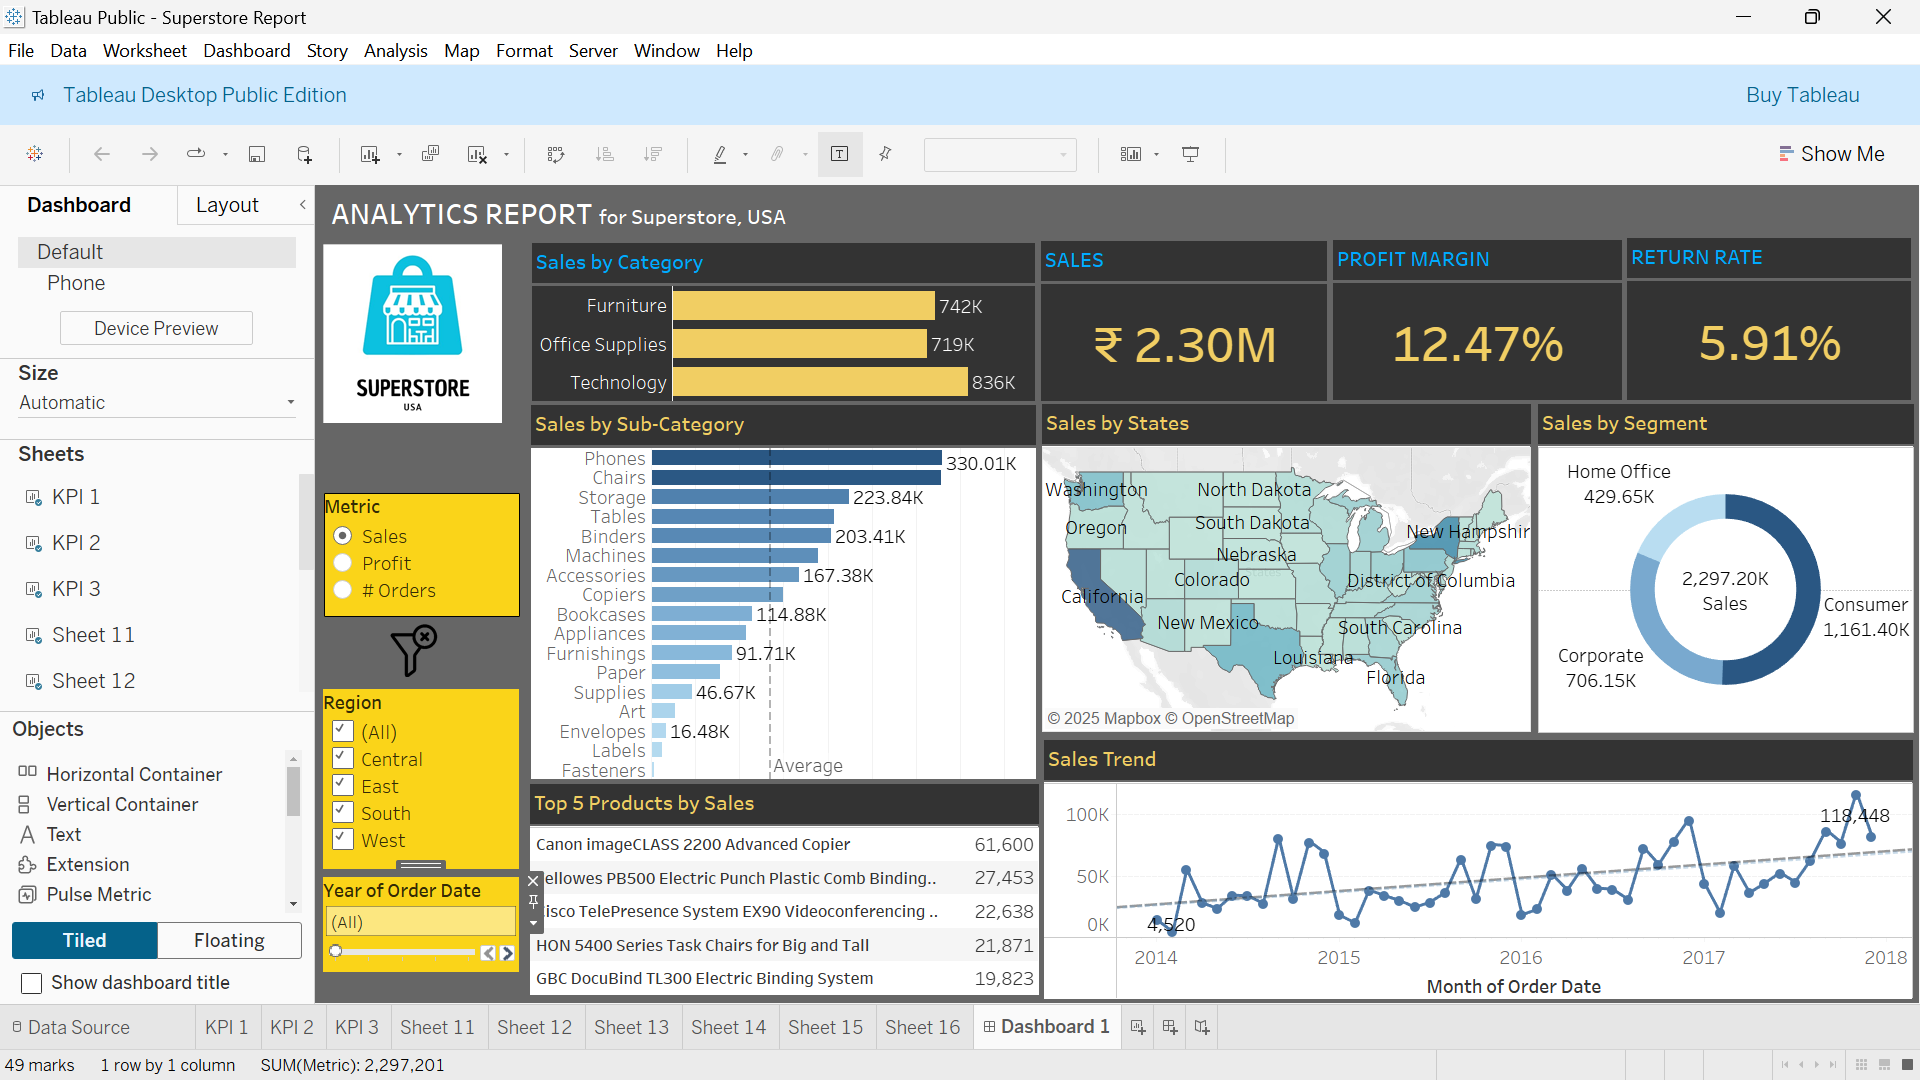 Tableau Public - Superstore Report
File Data Worksheet Dashboard Story Analysis Map Format Server Window Help
Tableau Desktop Public Edition
Buy Tableau
Show Me
Dashboard
Layout
Default
Phone
Device Preview
Size
Automatic
Sheets
KPI 1
KPI 2
KPI 3
Sheet 11
Sheet 12
Objects
Horizontal Container
Vertical Container
Text
Extension
Pulse Metric
Tiled
Floating
Show dashboard title
ANALYTICS REPORT for Superstore, USA
SUPERSTORE
USA
Metric
Sales
Profit
# Orders
Region
(All)
Central
East
South
West
Year of Order Date
(All)
Sales by Category
Furniture 742K
Office Supplies 719K
Technology 836K
SALES
₹ 2.30M
PROFIT MARGIN
12.47%
RETURN RATE
5.91%
Sales by Sub-Category
Phones 330.01K
Chairs
Storage 223.84K
Tables
Binders 203.41K
Machines
Accessories 167.38K
Copiers
Bookcases 114.88K
Appliances
Furnishings 91.71K
Paper
Supplies 46.67K
Art
Envelopes 16.48K
Labels
Fasteners
Average
Top 5 Products by Sales
Canon imageCLASS 2200 Advanced Copier 61,600
ellowes PB500 Electric Punch Plastic Comb Binding.. 27,453
isco TelePresence System EX90 Videoconferencing .. 22,638
HON 5400 Series Task Chairs for Big and Tall 21,871
GBC DocuBind TL300 Electric Binding System 19,823
Sales by States
Washington
North Dakota
Oregon
South Dakota
New Hampshir
Nebraska
Colorado
District of Columbia
California
New Mexico
South Carolina
Louisiana
Florida
© 2025 Mapbox © OpenStreetMap
Sales by Segment
Home Office
429.65K
2,297.20K
Sales
Consumer
1,161.40K
Corporate
706.15K
Sales Trend
100K
50K
0K
118,448
4,520
2014 2015 2016 2017 2018
Month of Order Date
Data Source
KPI 1
KPI 2
KPI 3
Sheet 11
Sheet 12
Sheet 13
Sheet 14
Sheet 15
Sheet 16
Dashboard 1
49 marks
1 row by 1 column
SUM(Metric): 2,297,201